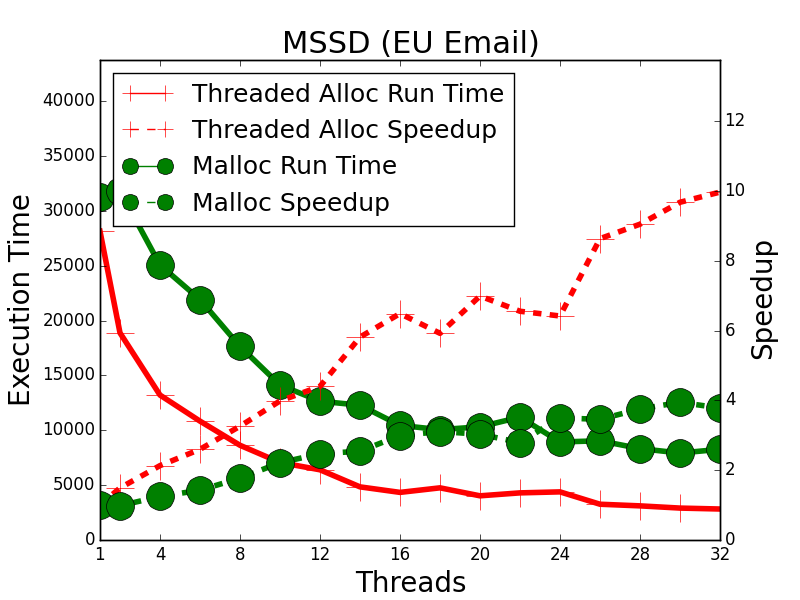 MSSD (EU Email)
Threaded Alloc Run Time
Threaded Alloc Speedup
Malloc Run Time
Malloc Speedup
Execution Time
40000
35000
30000
25000
20000
15000
10000
5000
0
12
10
8
6
4
2
0
Speedup
1 4 8 12 16 20 24 28 32
Threads